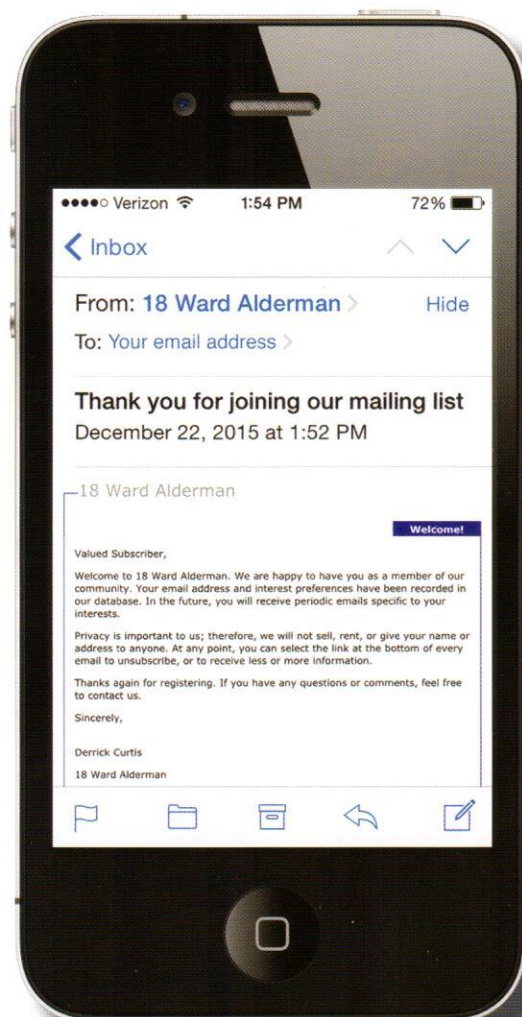 Verizon 1:54 PM 72%
Inbox
From: 18 Ward Alderman Hide
To: Your email address
Thank you for joining our mailing list
December 22, 2015 at 1:52 PM
18 Ward Alderman
Welcome!
Valued Subscriber,
Welcome to 18 Ward Alderman. We are happy to have you as a member of our
community. Your email address and interest preferences have been recorded in
our database. In the future, you will receive periodic emails specific to your
interests.
Privacy is important to us; therefore, we will not sell, rent, or give your name or
address to anyone. At any point, you can select the link at the bottom of every
email to unsubscribe, or to receive less or more information.
Thanks again for registering. If you have any questions or comments, feel free
to contact us.
Sincerely,
Derrick Curtis
18 Ward Alderman